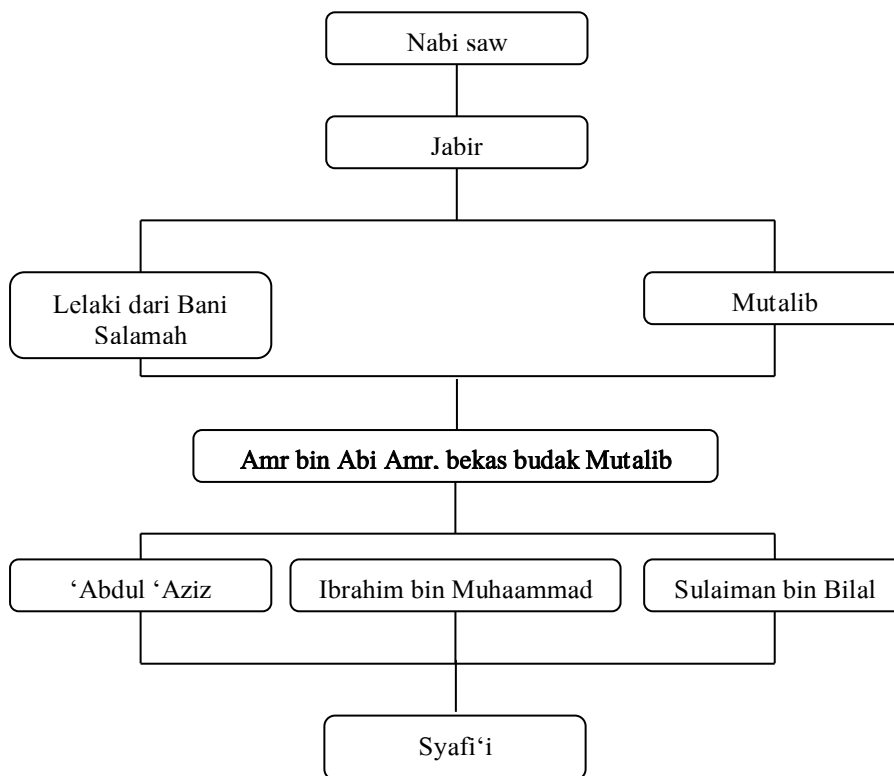 Nabi saw
Jabir
Lelaki dari Bani
Salamah
Mutalib
Amr bin Abi Amr. bekas budak Mutalib
‘Abdul ‘Aziz
Ibrahim bin Muhaammad
Sulaiman bin Bilal
Syafi‘i